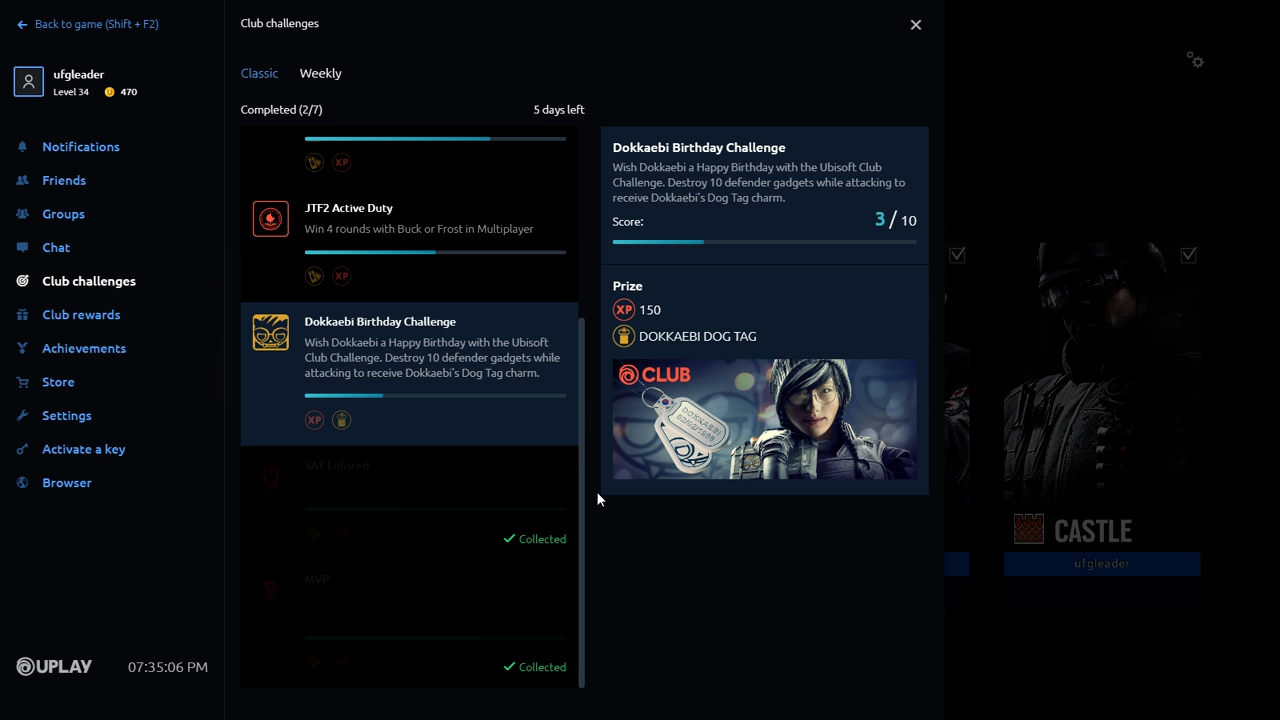 Back to game (Shift + F2)
ufgleader
Level 34
470
Notifications
Friends
Groups
Chat
Club challenges
Club rewards
Achievements
Store
Settings
Activate a key
Browser
UPLAY
07:35:06 PM
Club challenges
Classic
Weekly
Completed (2/7)
5 days left
XP
JTF2 Active Duty
Win 4 rounds with Buck or Frost in Multiplayer
XP
Dokkaebi Birthday Challenge
Wish Dokkaebi a Happy Birthday with the Ubisoft
Club Challenge. Destroy 10 defender gadgets while
attacking to receive Dokkaebi's Dog Tag charm.
XP
SAT Enlisted
Collected
MVP
Collected
Dokkaebi Birthday Challenge
Wish Dokkaebi a Happy Birthday with the Ubisoft Club
Challenge. Destroy 10 defender gadgets while attacking to
receive Dokkaebi's Dog Tag charm.
Score:
3 / 10
Prize
XP 150
DOKKAEBI DOG TAG
CLUB
DOKKAEBI
CASTLE
ufgleader